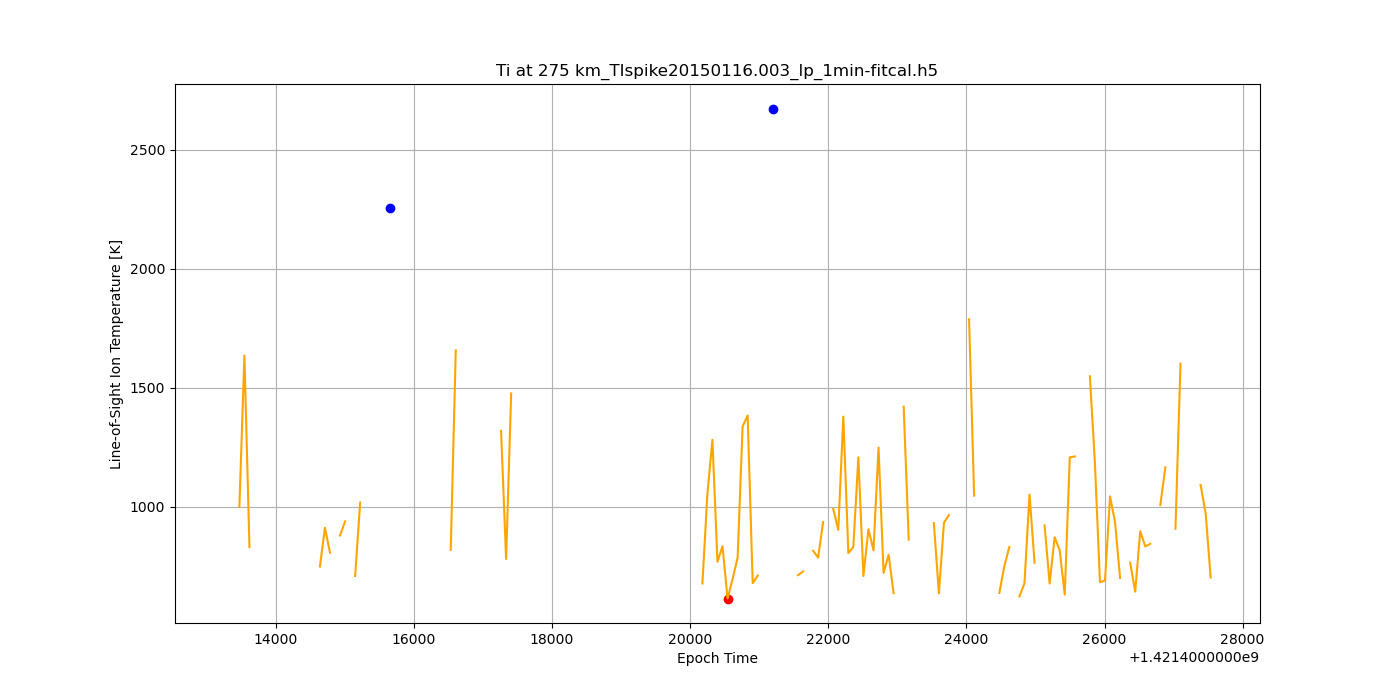 Ti at 275 km_TIspike20150116.003_lp_1min-fitcal.h5
Line-of-Sight Ion Temperature [K]
2500
2000
1500
1000
14000 16000 18000 20000 22000 24000 26000 28000
Epoch Time
+1.4214000000e9